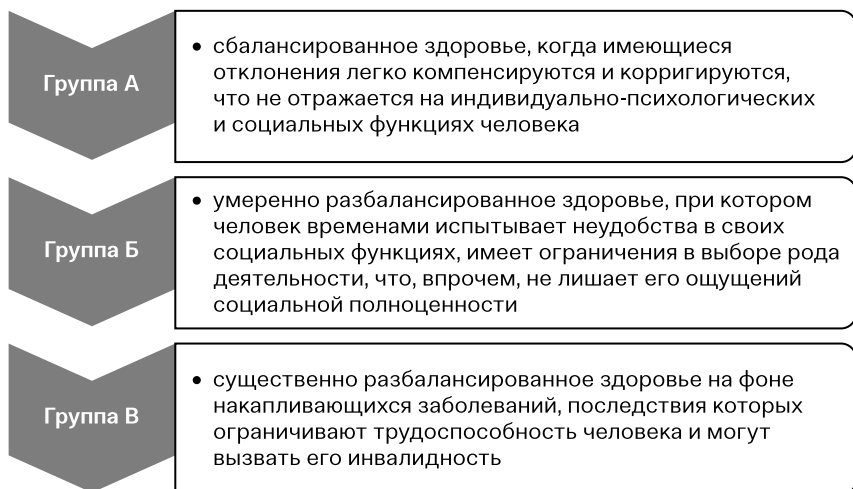 Группа А
• сбалансированное здоровье, когда имеющиеся
отклонения легко компенсируются и корригируются,
что не отражается на индивидуально-психологических
и социальных функциях человека
Группа Б
• умеренно разбалансированное здоровье, при котором
человек временами испытывает неудобства в своих
социальных функциях, имеет ограничения в выборе рода
деятельности, что, впрочем, не лишает его ощущений
социальной полноценности
Группа В
• существенно разбалансированное здоровье на фоне
накапливающихся заболеваний, последствия которых
ограничивают трудоспособность человека и могут
вызвать его инвалидность